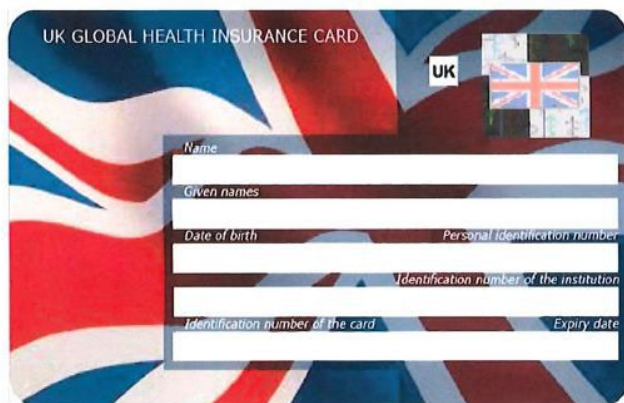 UK GLOBAL HEALTH INSURANCE CARD
UK
Name
Given names
Date of birth Personal identification number
Identification number of the institution
Identification number of the card Expiry date